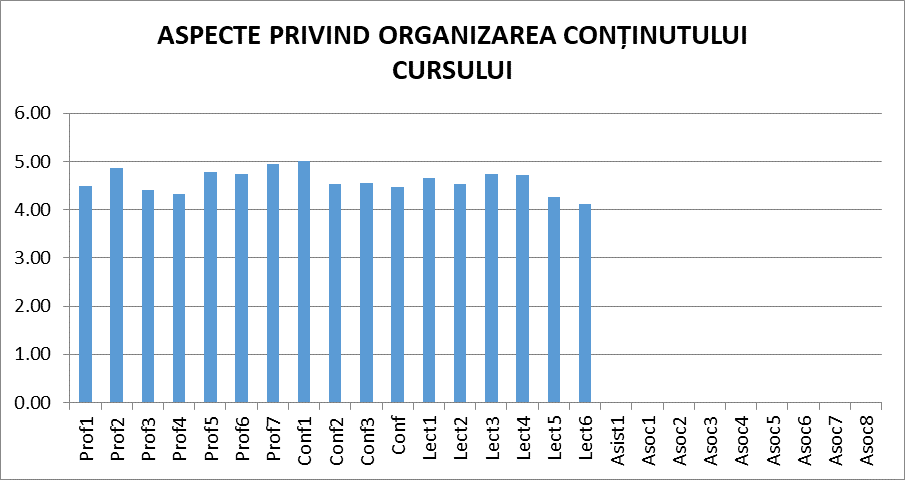 ASPECTE PRIVIND ORGANIZAREA CONȚINUTULUI
CURSULUI
6.00
5.00
4.00
3.00
2.00
1.00
0.00
Prof1
Prof2
Prof3
Prof4
Prof5
Prof6
Prof7
Conf1
Conf2
Conf3
Conf
Lect1
Lect2
Lect3
Lect4
Lect5
Lect6
Asist1
Asoc1
Asoc2
Asoc3
Asoc4
Asoc5
Asoc6
Asoc7
Asoc8